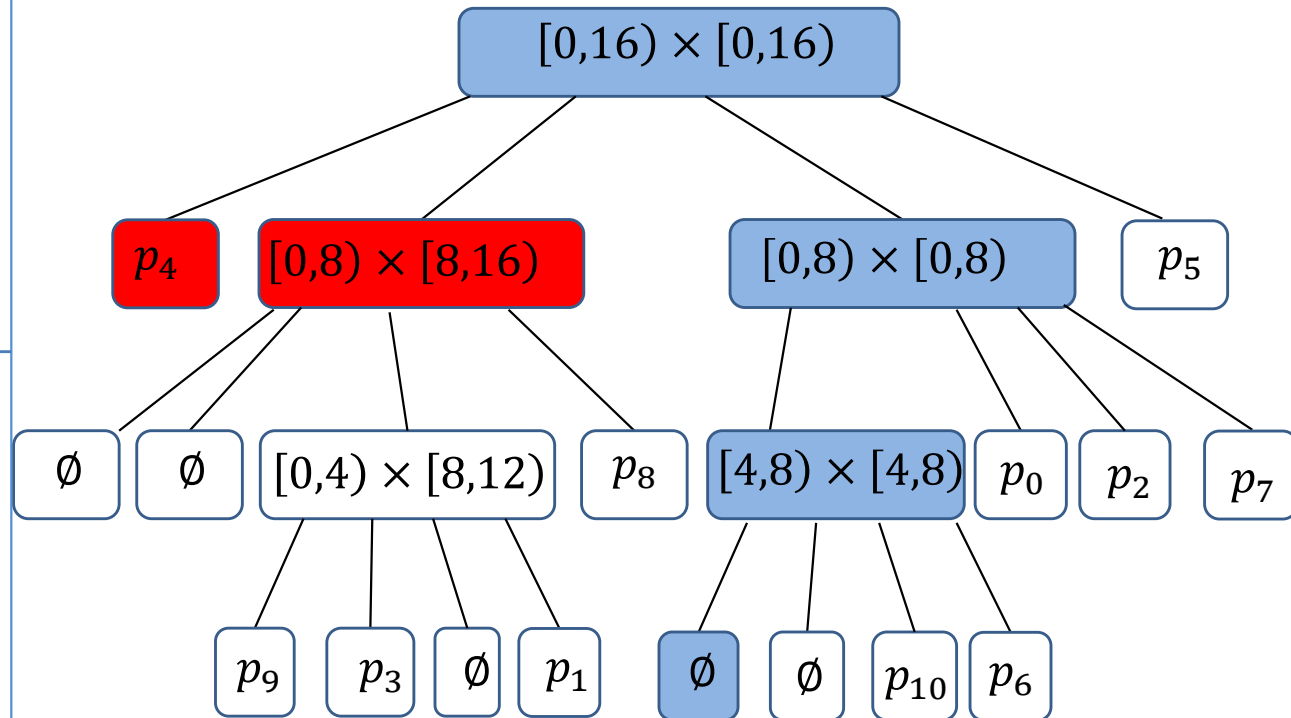 [0,16) × [0,16)
p₄ [0,8) × [8,16) [0,8) × [0,8) p₅
∅ ∅ [0,4) × [8,12) p₈ [4,8) × [4,8) p₀ p₂ p₇
p₉ p₃ ∅ p₁ ∅ ∅ p₁₀ p₆